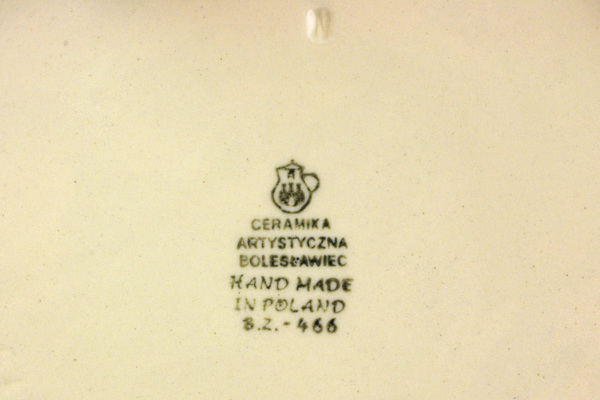 N
CERAMIKA
ARTYSTYCZNA
BOLESŁAWIEC
HAND MADE
IN POLAND
B.Z.-466